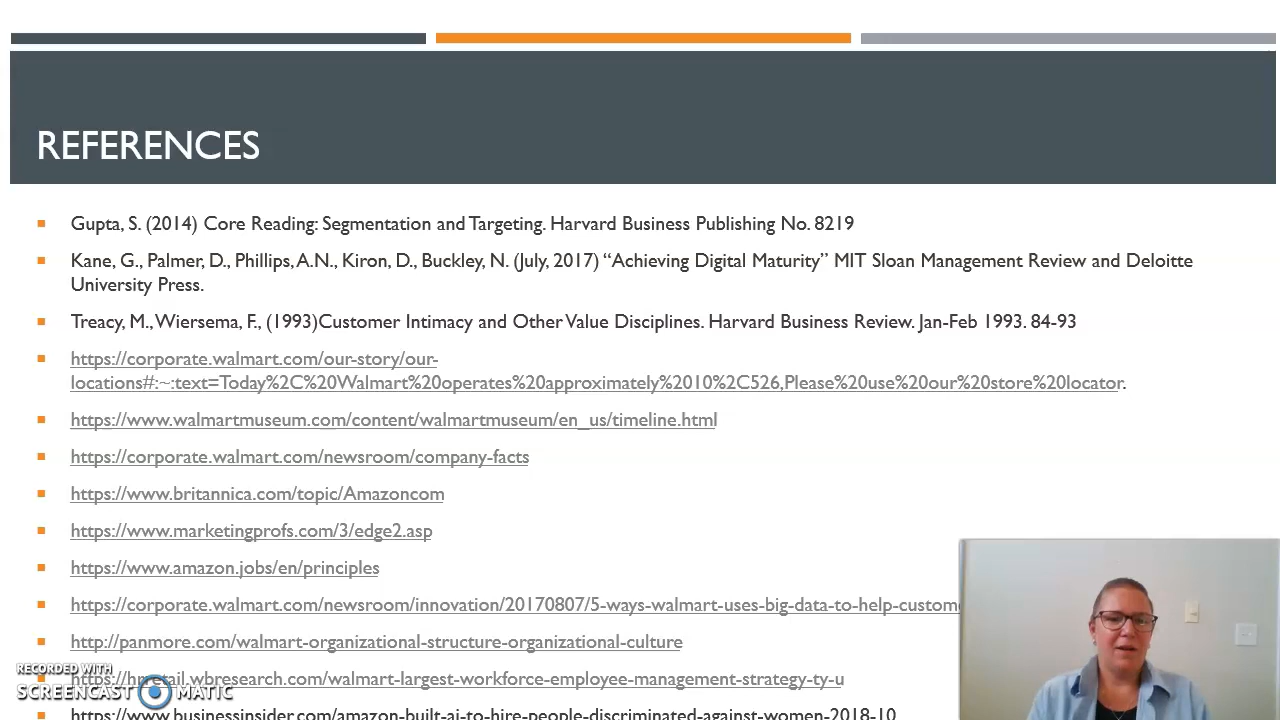 REFERENCES
Gupta, S. (2014) Core Reading: Segmentation and Targeting. Harvard Business Publishing No. 8219
Kane, G., Palmer, D., Phillips, A.N., Kiron, D., Buckley, N. (July, 2017) “Achieving Digital Maturity” MIT Sloan Management Review and Deloitte
University Press.
Treacy, M., Wiersema, F., (1993)Customer Intimacy and Other Value Disciplines. Harvard Business Review. Jan-Feb 1993. 84-93
https://corporate.walmart.com/our-story/our-
locations#:~:text=Today%2C%20Walmart%20operates%20approximately%2010%2C526,Please%20use%20our%20store%20locator.
https://www.walmartmuseum.com/content/walmartmuseum/en_us/timeline.html
https://corporate.walmart.com/newsroom/company-facts
https://www.britannica.com/topic/Amazoncom
https://www.marketingprofs.com/3/edge2.asp
https://www.amazon.jobs/en/principles
https://corporate.walmart.com/newsroom/innovation/20170807/5-ways-walmart-uses-big-data-to-help-custome
http://panmore.com/walmart-organizational-structure-organizational-culture
https://hrretail.wbresearch.com/walmart-largest-workforce-employee-management-strategy-ty-u
https://www.businessinsider.com/amazon-built-ai-to-hire-people-discriminated-against-women-2018-10
RECORDED WITH
SCREENCAST MATIC